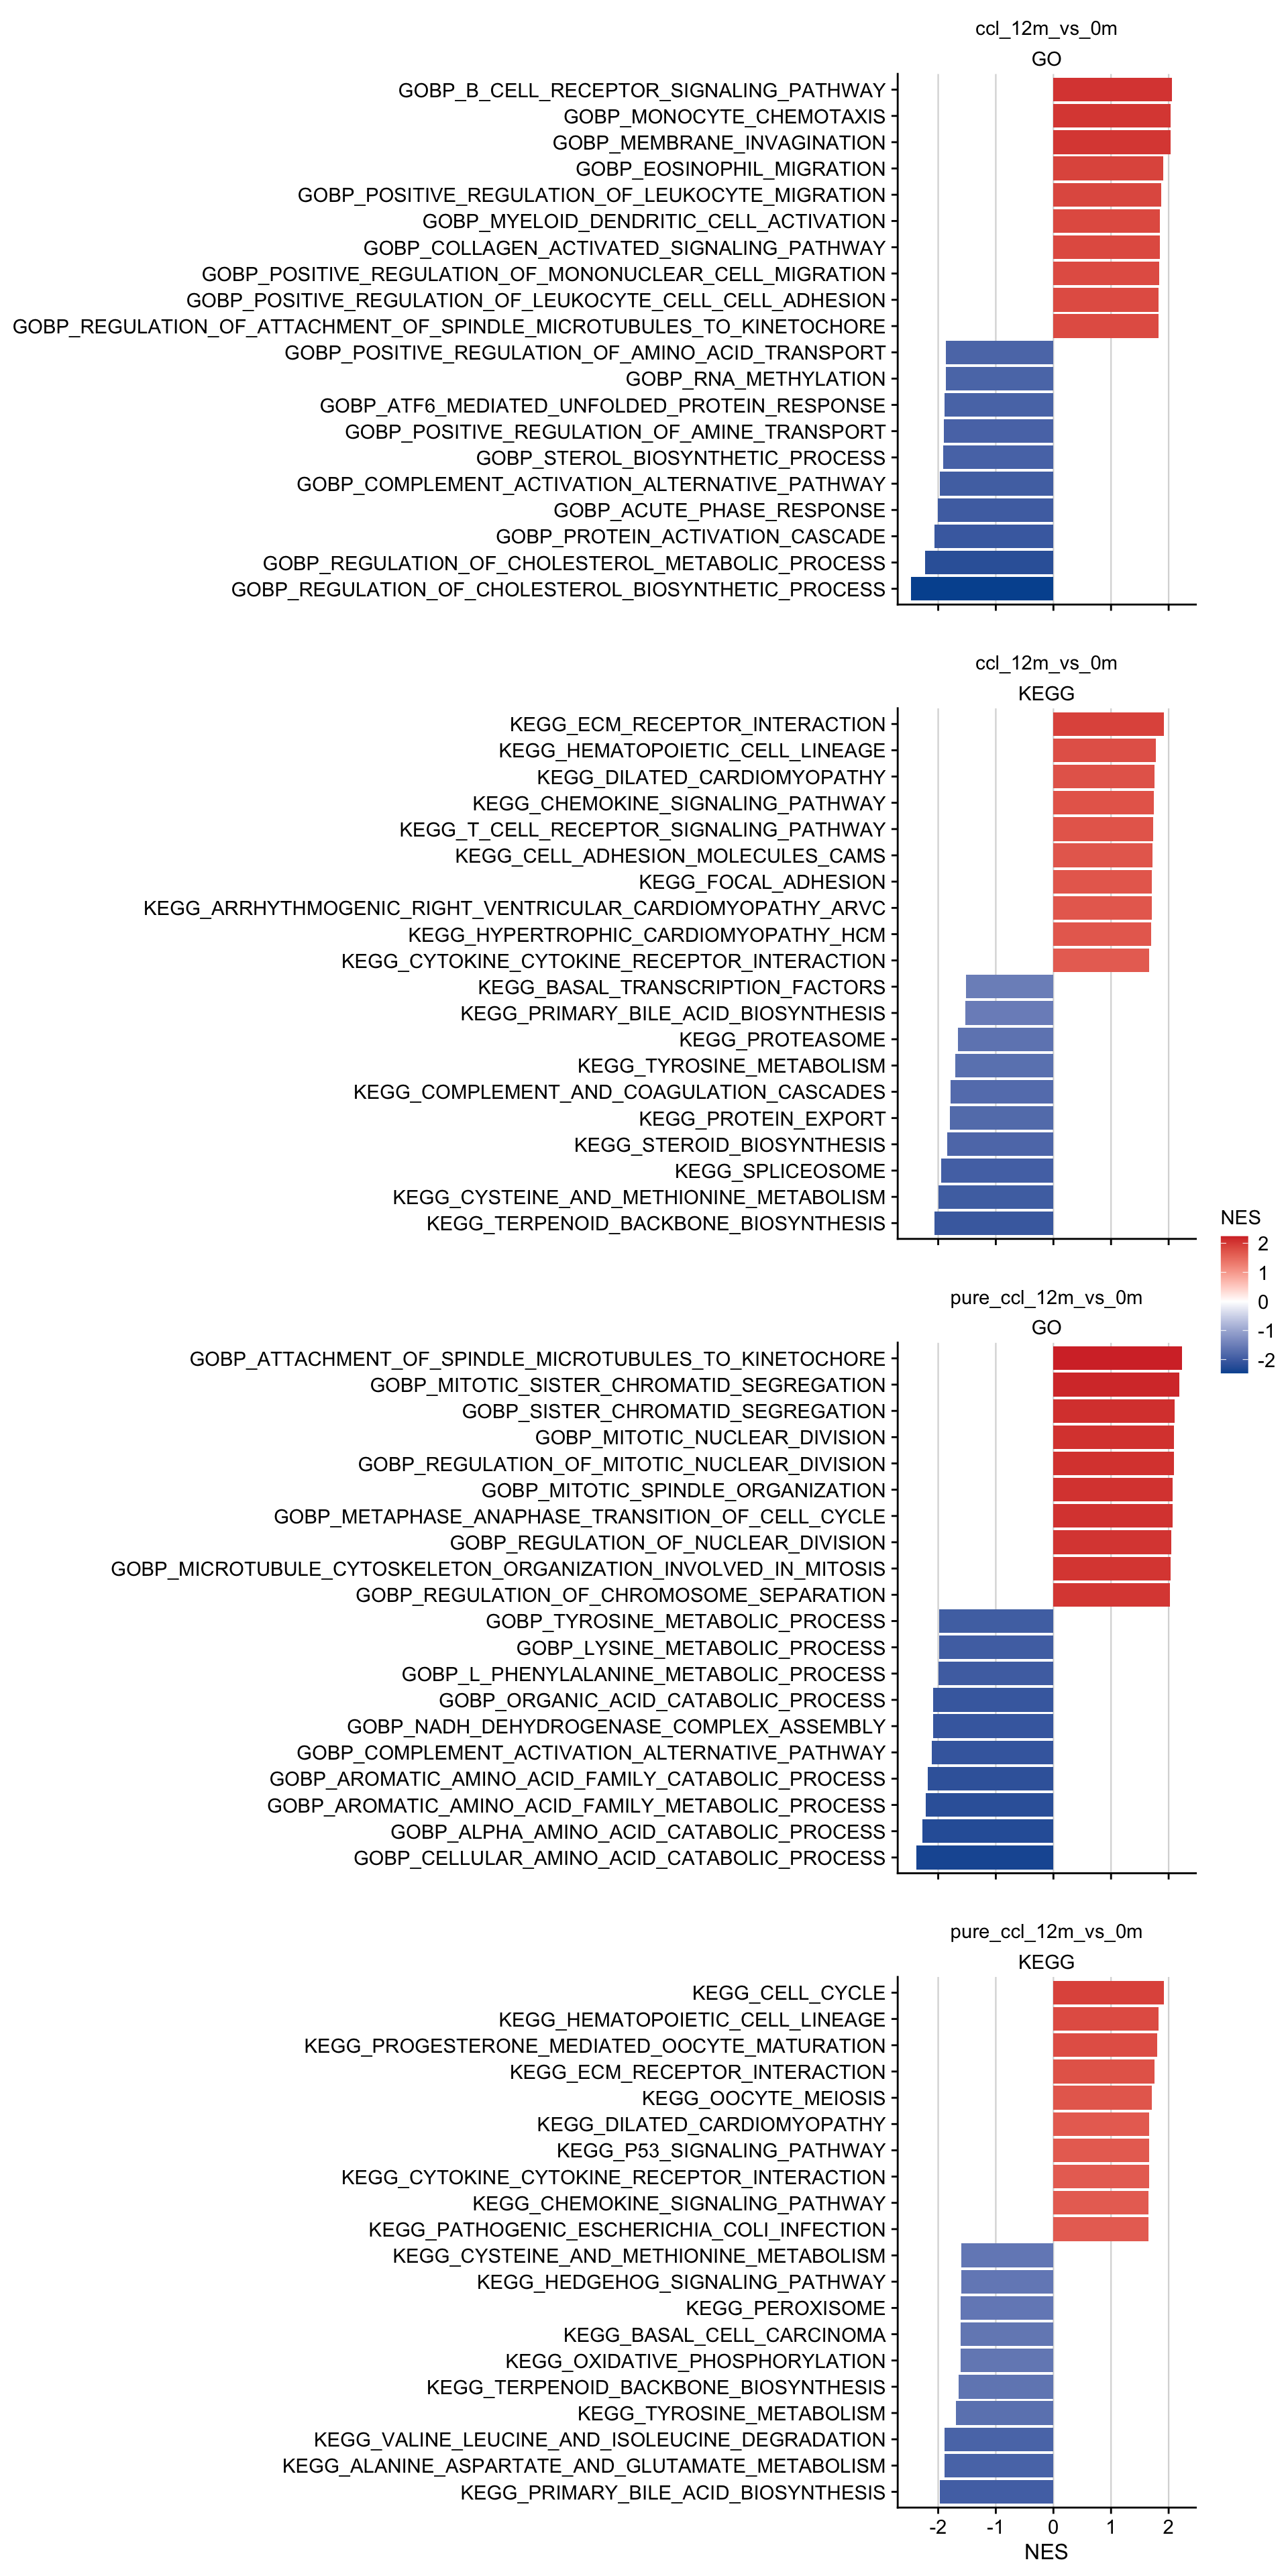 ccl_12m_vs_0m
GO
GOBP_B_CELL_RECEPTOR_SIGNALING_PATHWAY
GOBP_MONOCYTE_CHEMOTAXIS
GOBP_MEMBRANE_INVAGINATION
GOBP_EOSINOPHIL_MIGRATION
GOBP_POSITIVE_REGULATION_OF_LEUKOCYTE_MIGRATION
GOBP_MYELOID_DENDRITIC_CELL_ACTIVATION
GOBP_COLLAGEN_ACTIVATED_SIGNALING_PATHWAY
GOBP_POSITIVE_REGULATION_OF_MONONUCLEAR_CELL_MIGRATION
GOBP_POSITIVE_REGULATION_OF_LEUKOCYTE_CELL_CELL_ADHESION
GOBP_REGULATION_OF_ATTACHMENT_OF_SPINDLE_MICROTUBULES_TO_KINETOCHORE
GOBP_POSITIVE_REGULATION_OF_AMINO_ACID_TRANSPORT
GOBP_RNA_METHYLATION
GOBP_ATF6_MEDIATED_UNFOLDED_PROTEIN_RESPONSE
GOBP_POSITIVE_REGULATION_OF_AMINE_TRANSPORT
GOBP_STEROL_BIOSYNTHETIC_PROCESS
GOBP_COMPLEMENT_ACTIVATION_ALTERNATIVE_PATHWAY
GOBP_ACUTE_PHASE_RESPONSE
GOBP_PROTEIN_ACTIVATION_CASCADE
GOBP_REGULATION_OF_CHOLESTEROL_METABOLIC_PROCESS
GOBP_REGULATION_OF_CHOLESTEROL_BIOSYNTHETIC_PROCESS
ccl_12m_vs_0m
KEGG
KEGG_ECM_RECEPTOR_INTERACTION
KEGG_HEMATOPOIETIC_CELL_LINEAGE
KEGG_DILATED_CARDIOMYOPATHY
KEGG_CHEMOKINE_SIGNALING_PATHWAY
KEGG_T_CELL_RECEPTOR_SIGNALING_PATHWAY
KEGG_CELL_ADHESION_MOLECULES_CAMS
KEGG_FOCAL_ADHESION
KEGG_ARRHYTHMOGENIC_RIGHT_VENTRICULAR_CARDIOMYOPATHY_ARVC
KEGG_HYPERTROPHIC_CARDIOMYOPATHY_HCM
KEGG_CYTOKINE_CYTOKINE_RECEPTOR_INTERACTION
KEGG_BASAL_TRANSCRIPTION_FACTORS
KEGG_PRIMARY_BILE_ACID_BIOSYNTHESIS
KEGG_PROTEASOME
KEGG_TYROSINE_METABOLISM
KEGG_COMPLEMENT_AND_COAGULATION_CASCADES
KEGG_PROTEIN_EXPORT
KEGG_STEROID_BIOSYNTHESIS
KEGG_SPLICEOSOME
KEGG_CYSTEINE_AND_METHIONINE_METABOLISM
KEGG_TERPENOID_BACKBONE_BIOSYNTHESIS
NES
2
1
0
-1
-2
pure_ccl_12m_vs_0m
GO
GOBP_ATTACHMENT_OF_SPINDLE_MICROTUBULES_TO_KINETOCHORE
GOBP_MITOTIC_SISTER_CHROMATID_SEGREGATION
GOBP_SISTER_CHROMATID_SEGREGATION
GOBP_MITOTIC_NUCLEAR_DIVISION
GOBP_REGULATION_OF_MITOTIC_NUCLEAR_DIVISION
GOBP_MITOTIC_SPINDLE_ORGANIZATION
GOBP_METAPHASE_ANAPHASE_TRANSITION_OF_CELL_CYCLE
GOBP_REGULATION_OF_NUCLEAR_DIVISION
GOBP_MICROTUBULE_CYTOSKELETON_ORGANIZATION_INVOLVED_IN_MITOSIS
GOBP_REGULATION_OF_CHROMOSOME_SEPARATION
GOBP_TYROSINE_METABOLIC_PROCESS
GOBP_LYSINE_METABOLIC_PROCESS
GOBP_L_PHENYLALANINE_METABOLIC_PROCESS
GOBP_ORGANIC_ACID_CATABOLIC_PROCESS
GOBP_NADH_DEHYDROGENASE_COMPLEX_ASSEMBLY
GOBP_COMPLEMENT_ACTIVATION_ALTERNATIVE_PATHWAY
GOBP_AROMATIC_AMINO_ACID_FAMILY_CATABOLIC_PROCESS
GOBP_AROMATIC_AMINO_ACID_FAMILY_METABOLIC_PROCESS
GOBP_ALPHA_AMINO_ACID_CATABOLIC_PROCESS
GOBP_CELLULAR_AMINO_ACID_CATABOLIC_PROCESS
pure_ccl_12m_vs_0m
KEGG
KEGG_CELL_CYCLE
KEGG_HEMATOPOIETIC_CELL_LINEAGE
KEGG_PROGESTERONE_MEDIATED_OOCYTE_MATURATION
KEGG_ECM_RECEPTOR_INTERACTION
KEGG_OOCYTE_MEIOSIS
KEGG_DILATED_CARDIOMYOPATHY
KEGG_P53_SIGNALING_PATHWAY
KEGG_CYTOKINE_CYTOKINE_RECEPTOR_INTERACTION
KEGG_CHEMOKINE_SIGNALING_PATHWAY
KEGG_PATHOGENIC_ESCHERICHIA_COLI_INFECTION
KEGG_CYSTEINE_AND_METHIONINE_METABOLISM
KEGG_HEDGEHOG_SIGNALING_PATHWAY
KEGG_PEROXISOME
KEGG_BASAL_CELL_CARCINOMA
KEGG_OXIDATIVE_PHOSPHORYLATION
KEGG_TERPENOID_BACKBONE_BIOSYNTHESIS
KEGG_TYROSINE_METABOLISM
KEGG_VALINE_LEUCINE_AND_ISOLEUCINE_DEGRADATION
KEGG_ALANINE_ASPARTATE_AND_GLUTAMATE_METABOLISM
KEGG_PRIMARY_BILE_ACID_BIOSYNTHESIS
-2 -1 0 1 2
NES